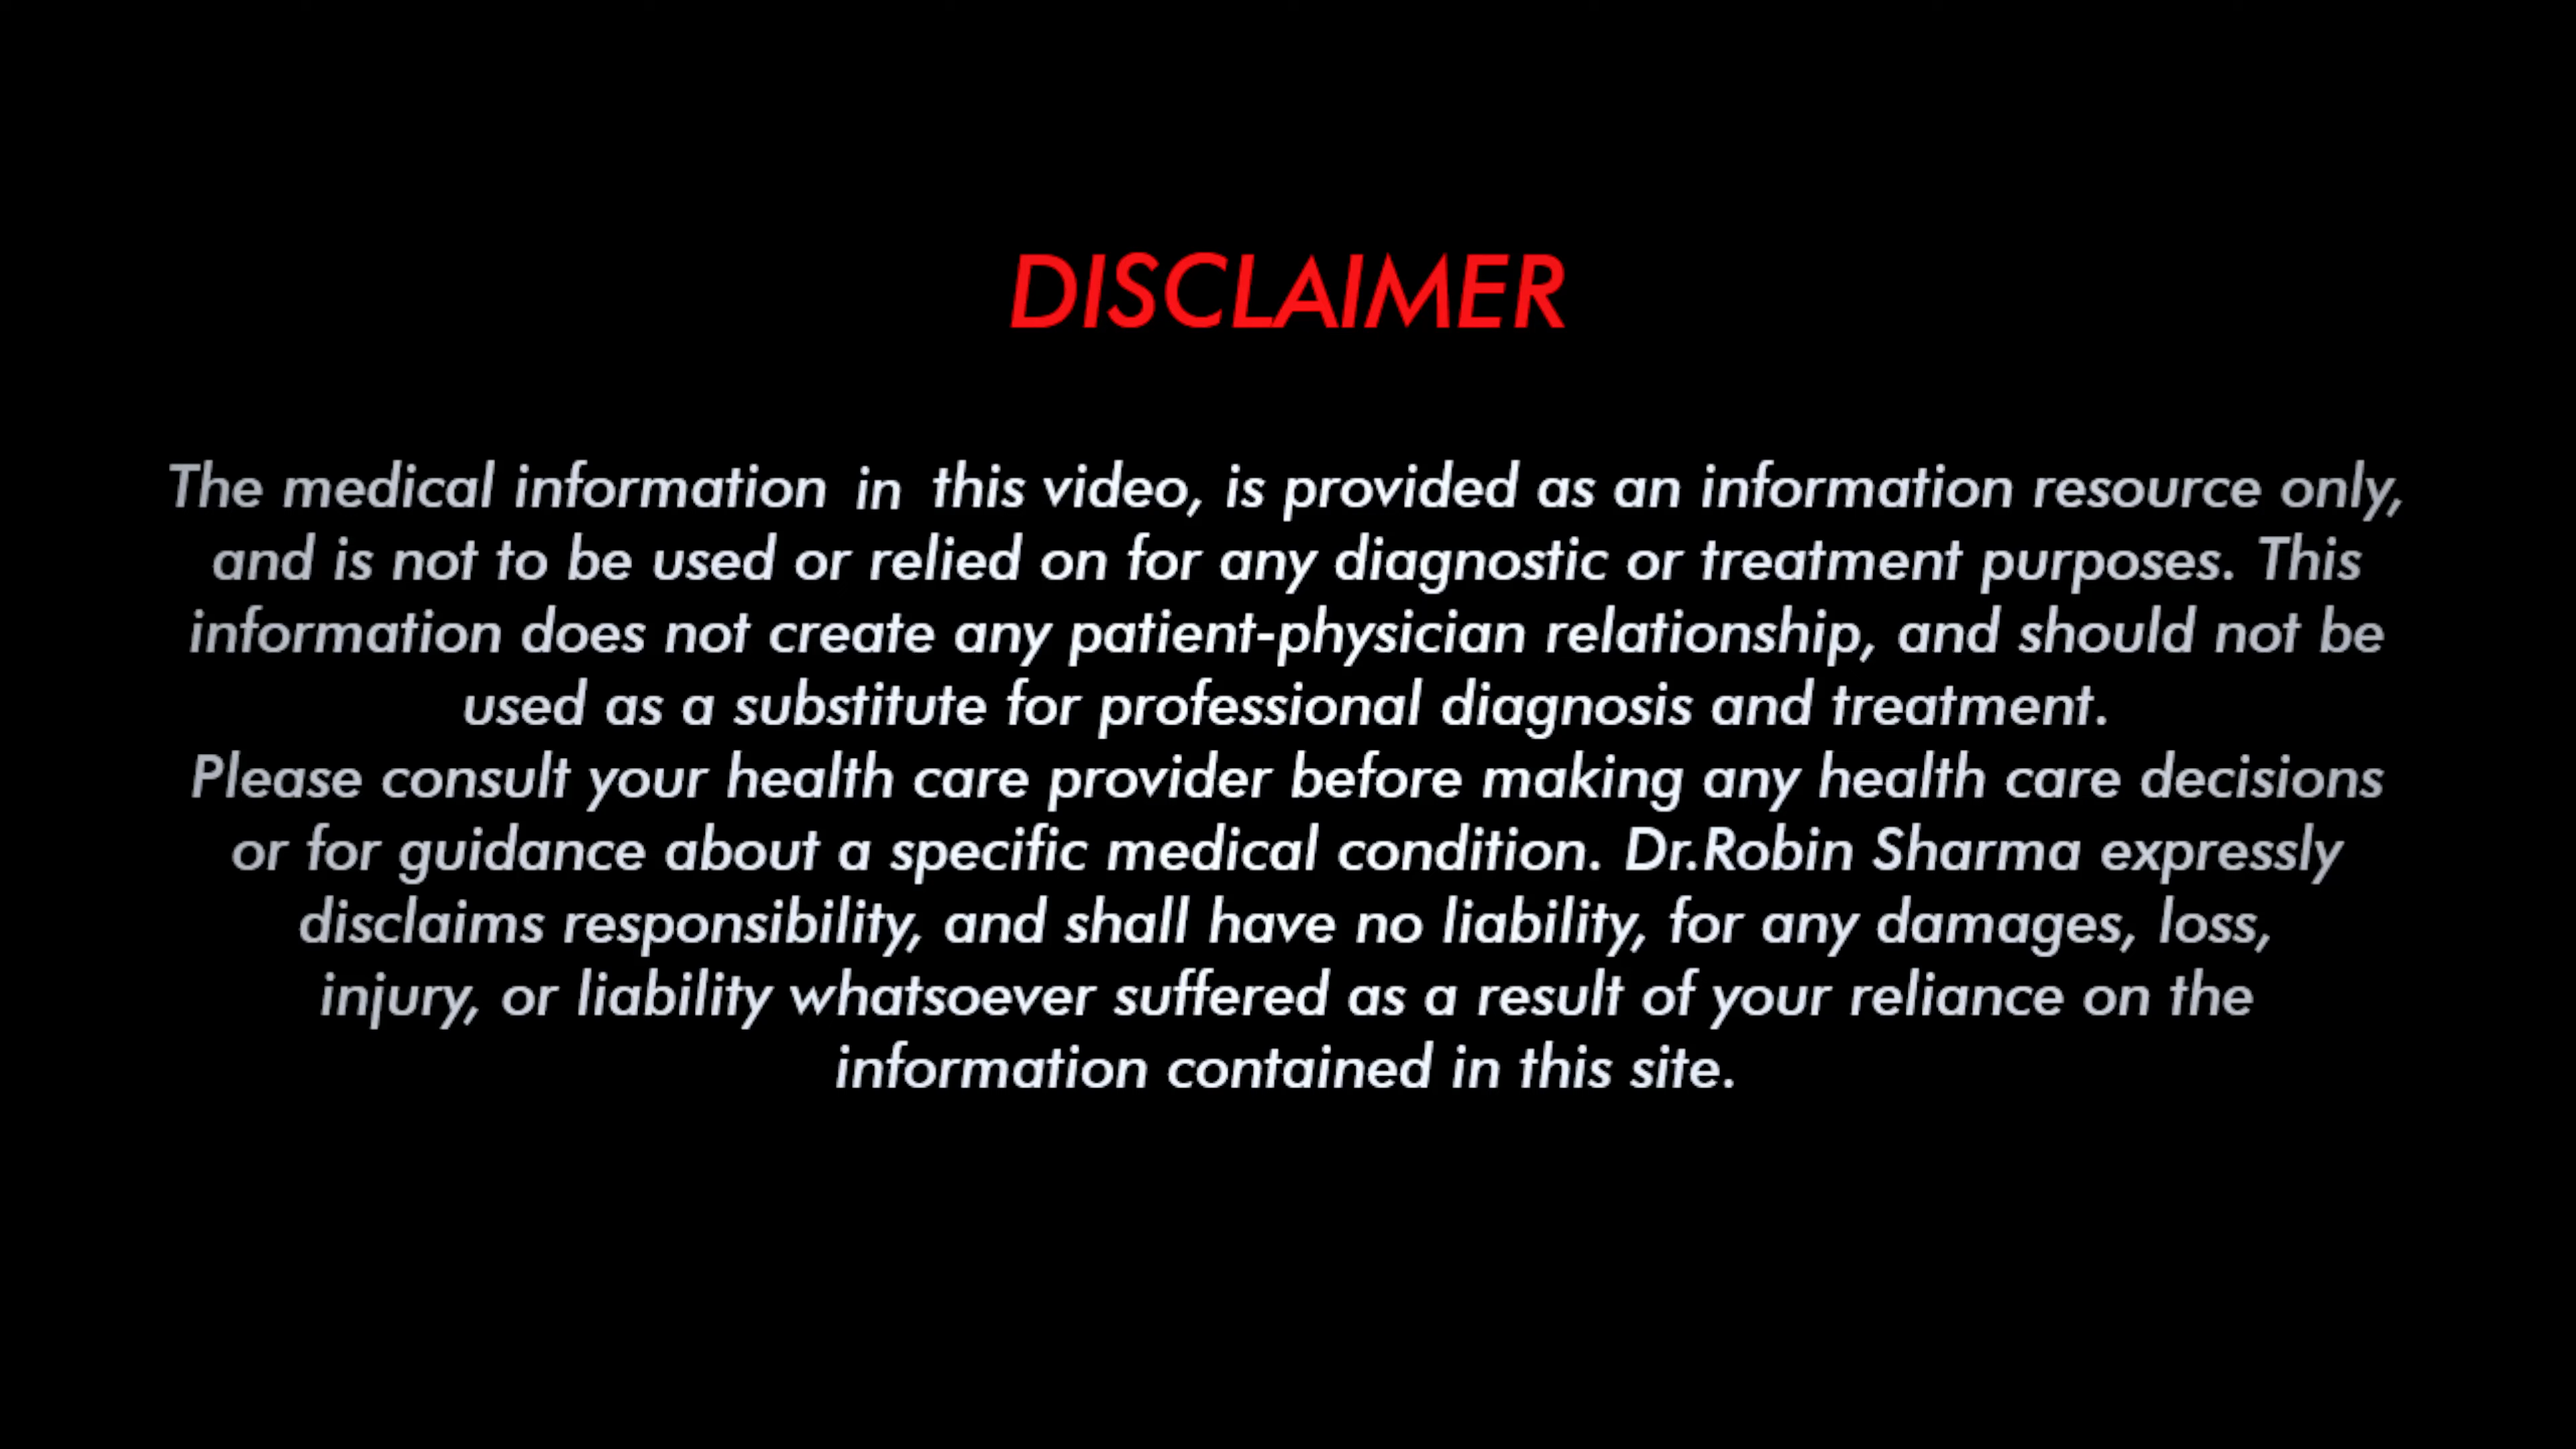 DISCLAIMER
The medical information in this video, is provided as an information resource only,
and is not to be used or relied on for any diagnostic or treatment purposes. This
information does not create any patient-physician relationship, and should not be
used as a substitute for professional diagnosis and treatment.
Please consult your health care provider before making any health care decisions
or for guidance about a specific medical condition. Dr.Robin Sharma expressly
disclaims responsibility, and shall have no liability, for any damages, loss,
injury, or liability whatsoever suffered as a result of your reliance on the
information contained in this site.